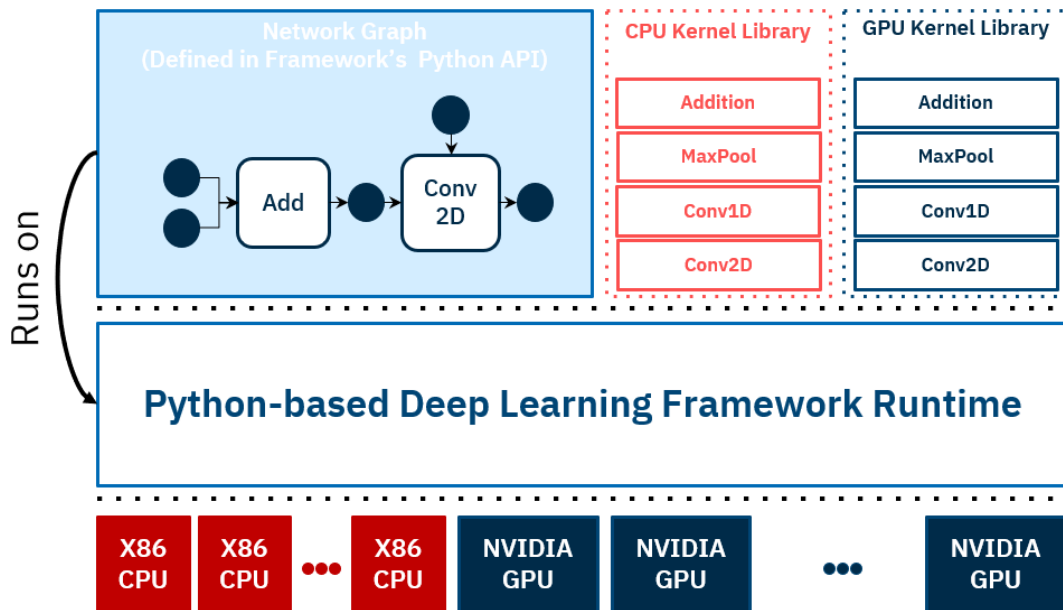 Network Graph
(Defined in Framework's  Python API)
Add
Conv
2D
CPU Kernel Library
Addition
MaxPool
Conv1D
Conv2D
GPU Kernel Library
Addition
MaxPool
Conv1D
Conv2D
Runs on
Python-based Deep Learning Framework Runtime
X86
CPU
X86
CPU
•••
X86
CPU
NVIDIA
GPU
NVIDIA
GPU
•••
NVIDIA
GPU